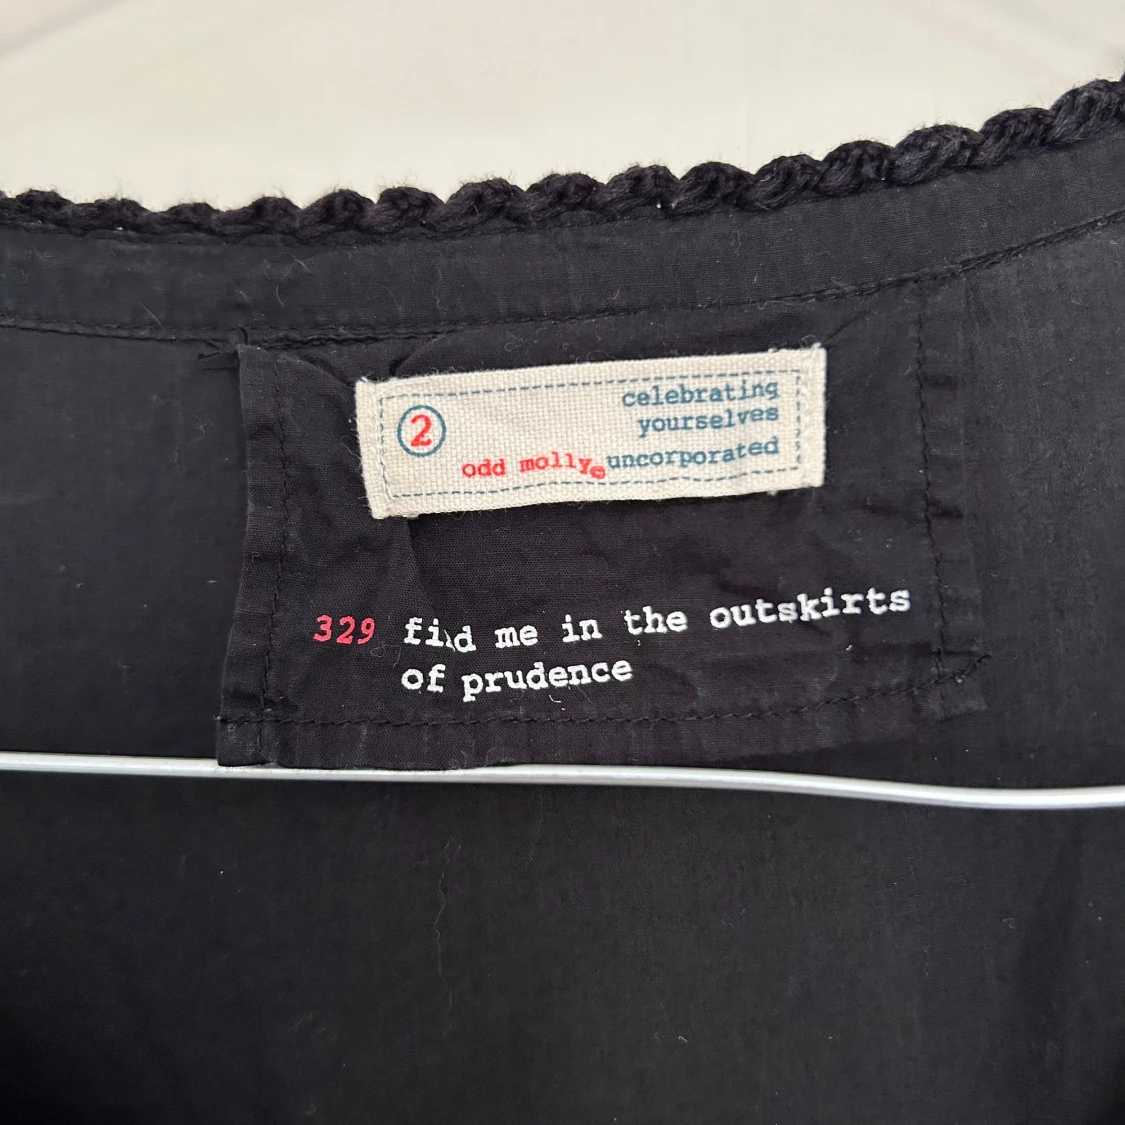 2
celebrating
yourselves
odd molly® uncorporated
329 find me in the outskirts
of prudence